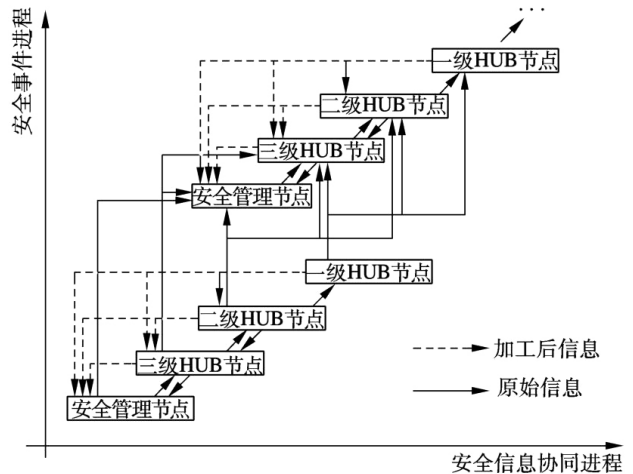 ...
安全事件进程
一级HUB节点
二级HUB节点
三级HUB节点
安全管理节点
一级HUB节点
二级HUB节点
三级HUB节点
安全管理节点
加工后信息
原始信息
安全信息协同进程